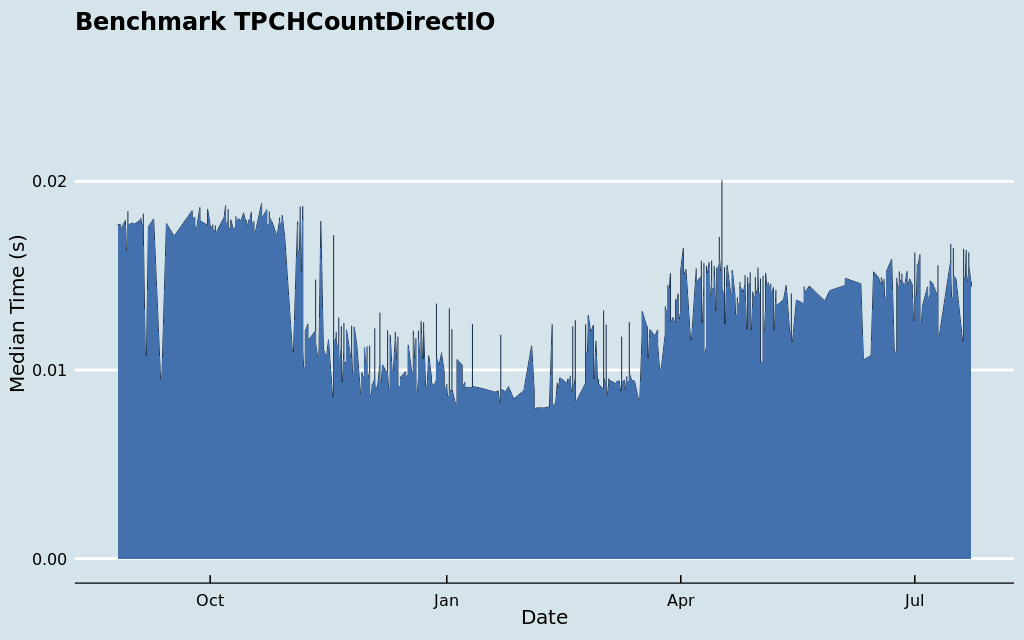 Benchmark TPCHCountDirectIO
Median Time (s)
0.02
0.01
0.00
Oct
Jan
Apr
Jul
Date